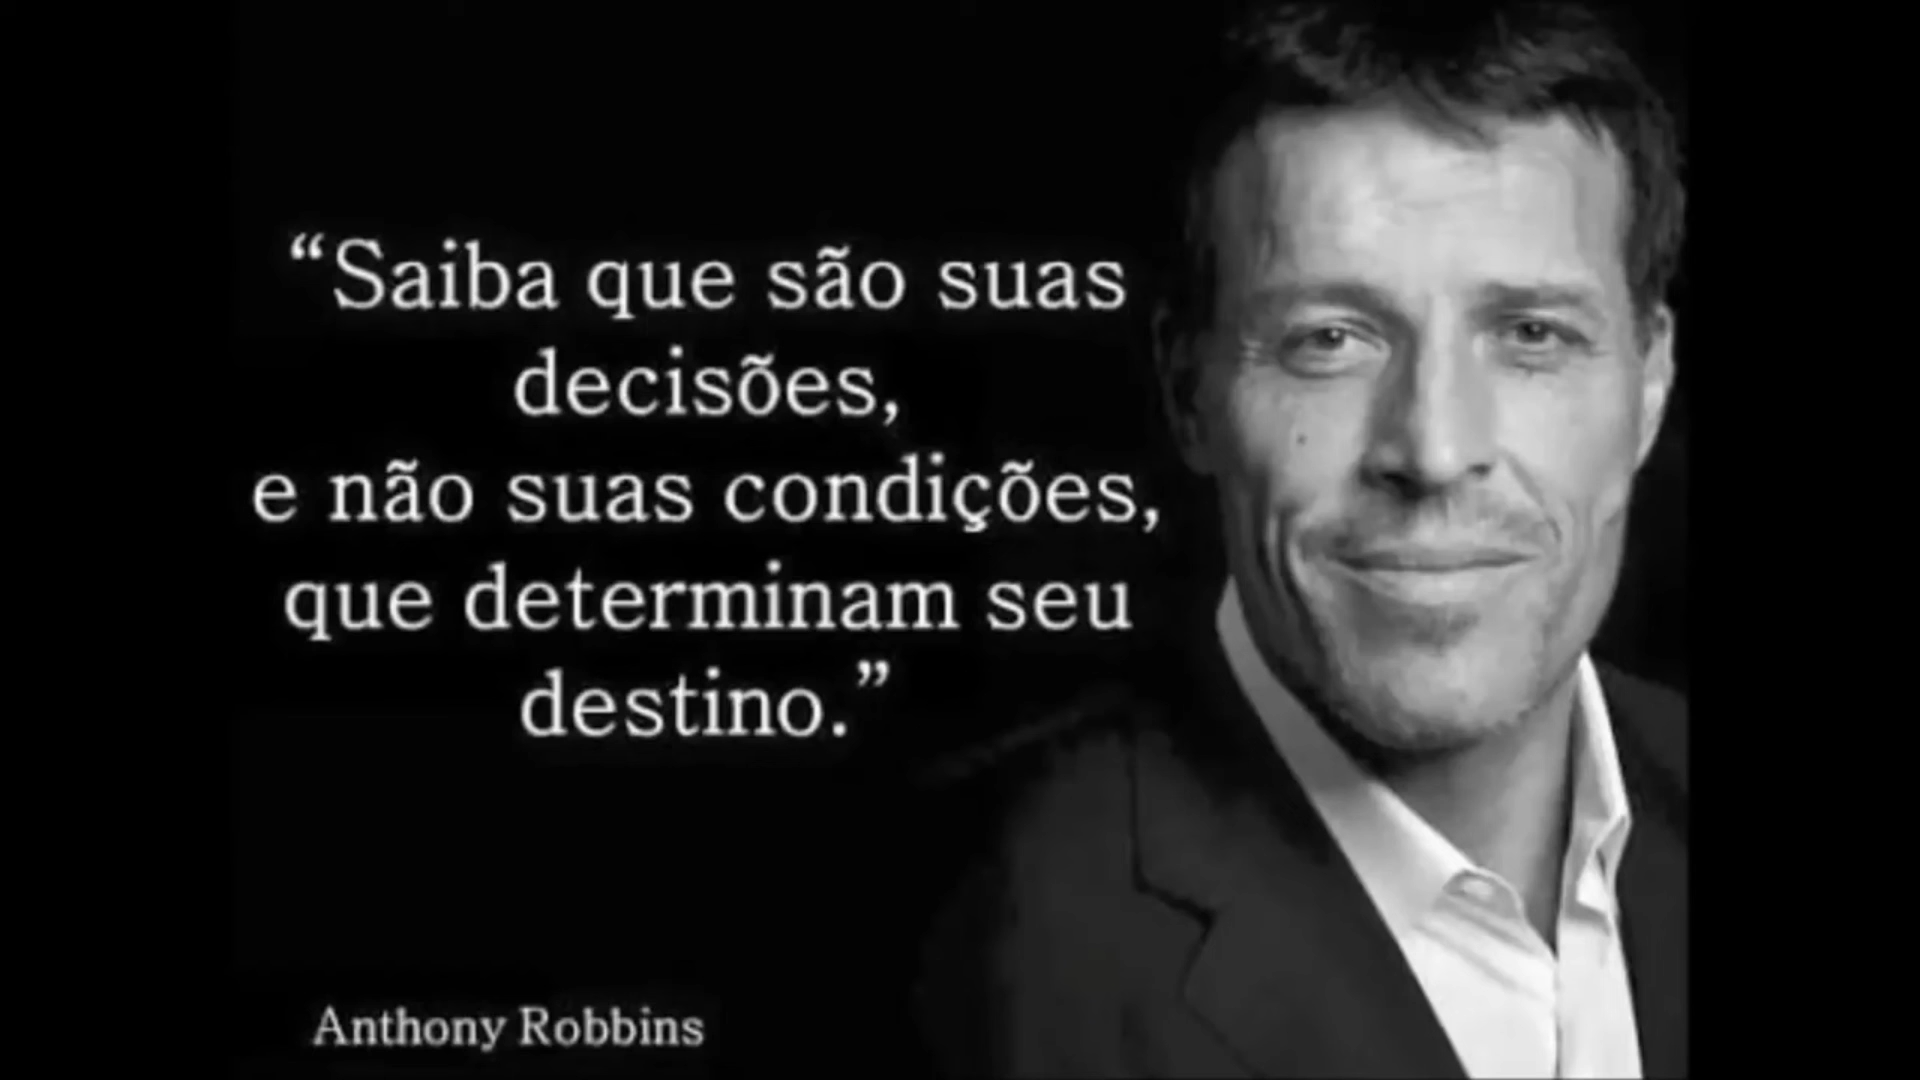 “Saiba que são suas
decisões,
e não suas condições,
que determinam seu
destino.”
Anthony Robbins